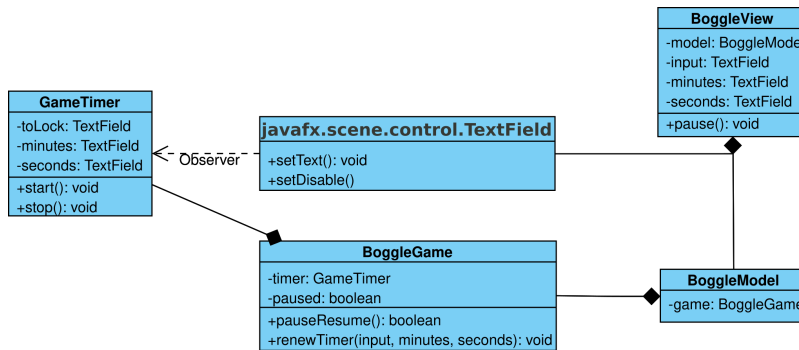 BoggleView
-model: BoggleMode
-input: TextField
-minutes: TextField
-seconds: TextField
+pause(): void
GameTimer
-toLock: TextField
-minutes: TextField
-seconds: TextField
+start(): void
+stop(): void
Observer
javafx.scene.control.TextField
+setText(): void
+setDisable()
BoggleGame
-timer: GameTimer
-paused: boolean
+pauseResume(): boolean
+renewTimer(input, minutes, seconds): void
BoggleModel
-game: BoggleGame